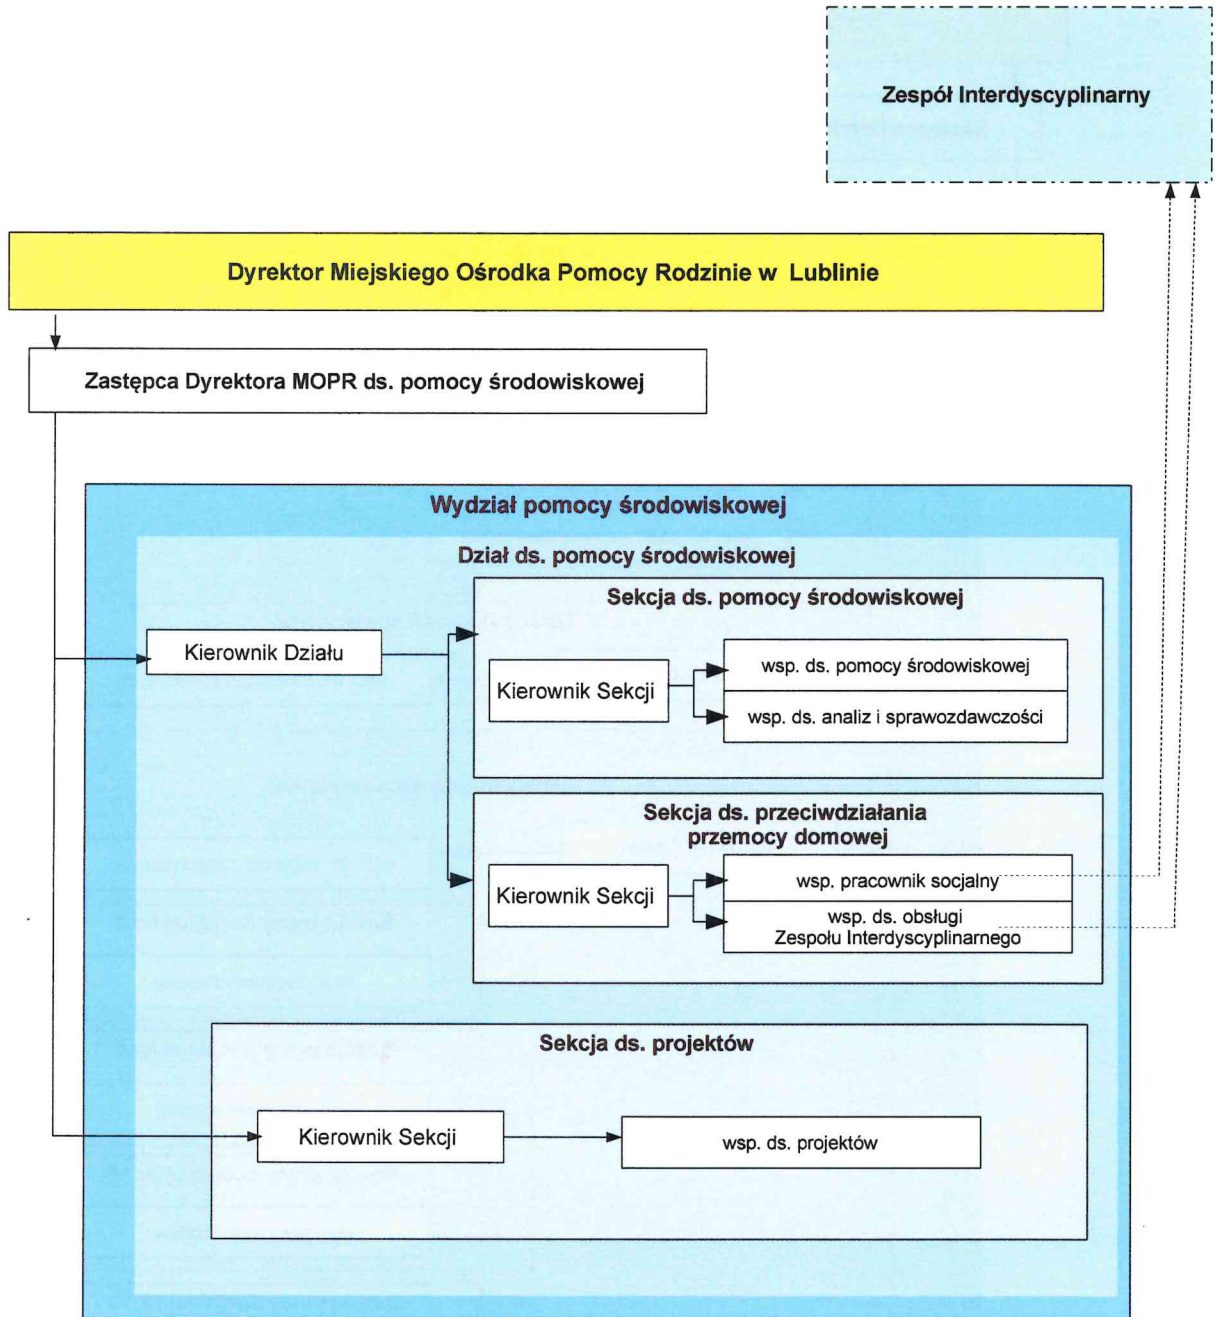 Zespół Interdyscyplinarny
Dyrektor Miejskiego Ośrodka Pomocy Rodzinie w Lublinie
Zastępca Dyrektora MOPR ds. pomocy środowiskowej
Wydział pomocy środowiskowej
Dział ds. pomocy środowiskowej
Kierownik Działu
Sekcja ds. pomocy środowiskowej
Kierownik Sekcji
wsp. ds. pomocy środowiskowej
wsp. ds. analiz i sprawozdawczości
Sekcja ds. przeciwdziałania
przemocy domowej
Kierownik Sekcji
wsp. pracownik socjalny
wsp. ds. obsługi
Zespołu Interdyscyplinarnego
Sekcja ds. projektów
Kierownik Sekcji
wsp. ds. projektów